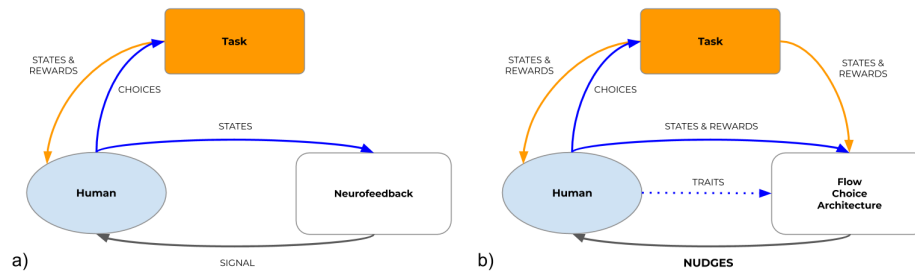 Task
STATES &
REWARDS
CHOICES
STATES
Human
Neurofeedback
SIGNAL
a)
Task
STATES &
REWARDS
STATES &
REWARDS
CHOICES
STATES & REWARDS
Human
TRAITS
Flow
Choice
Architecture
NUDGES
b)